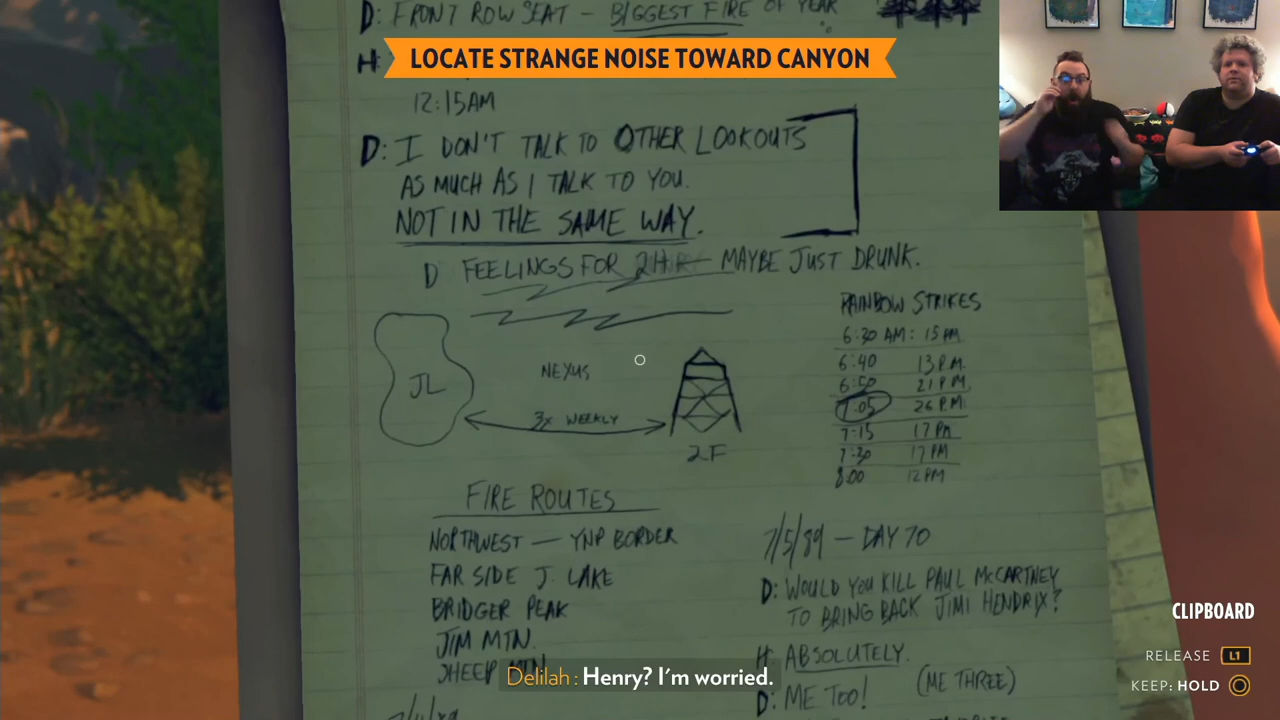 D: FRONT ROW SEAT – BIGGEST FIRE OF YEAR
H:
LOCATE STRANGE NOISE TOWARD CANYON
12:15AM
D: I DON'T TALK TO OTHER LOOKOUTS
AS MUCH AS I TALK TO YOU.
NOT IN THE SAME WAY.
D FEELINGS FOR MAYBE JUST DRUNK.
JL
NEXUS
3x WEEKLY
2F
RAINBOW STRIKES
6:30 AM: 15 PM
6:40 13 P.M.
6:50 21 P.M.
7:05 26 P.M
7:15 17 PM
7:30 17 PM
8:00 12 PM
FIRE ROUTES
NORTHWEST — YNP BORDER
FAR SIDE J. LAKE
BRIDGER PEAK
JIM MTN.
SHEEP MTN.
7/5/89 — DAY 70
D: WOULD YOU KILL PAUL McCARTNEY
TO BRING BACK JIMI HENDRIX?
H: ABSOLUTELY.
D: ME TOO! (ME THREE)
Delilah : Henry? I'm worried.
CLIPBOARD
RELEASE L1
KEEP: HOLD